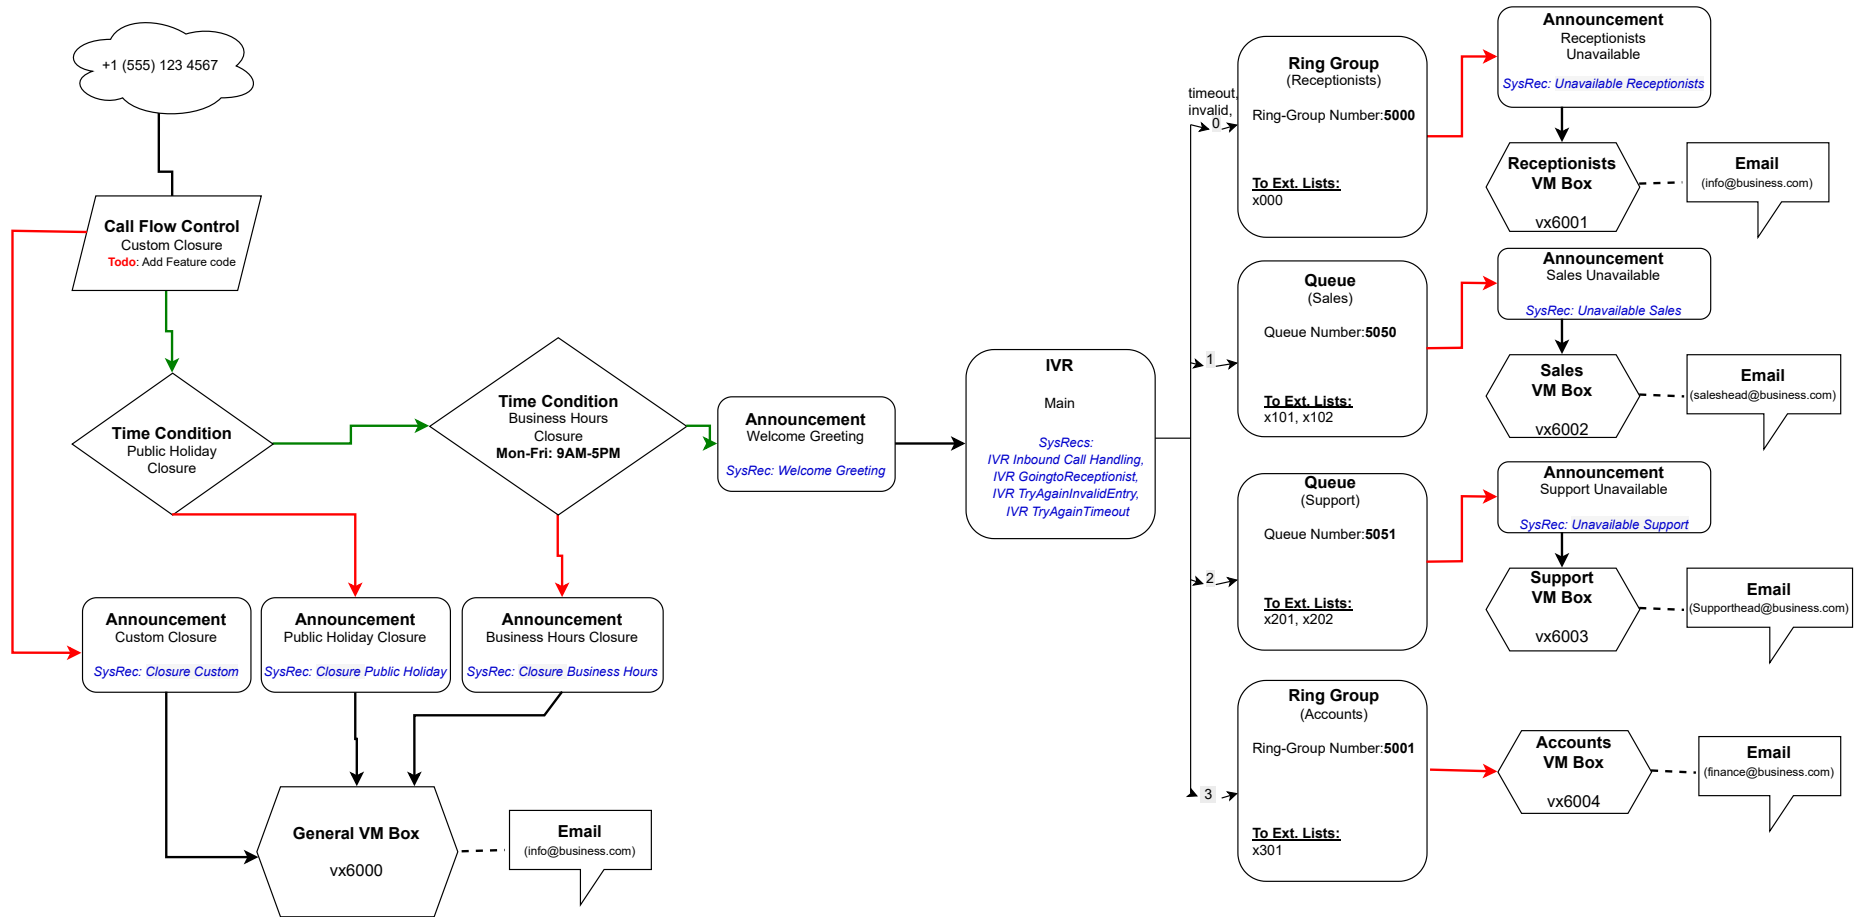 +1 (555) 123 4567
Call Flow Control
Custom Closure
Todo: Add Feature code
Time Condition
Public Holiday
Closure
Time Condition
Business Hours
Closure
Mon-Fri: 9AM-5PM
Announcement
Welcome Greeting
SysRec: Welcome Greeting
IVR
Main
SysRecs:
IVR Inbound Call Handling,
IVR GoingtoReceptionist,
IVR TryAgainInvalidEntry,
IVR TryAgainTimeout
Announcement
Custom Closure
SysRec: Closure Custom
Announcement
Public Holiday Closure
SysRec: Closure Public Holiday
Announcement
Business Hours Closure
SysRec: Closure Business Hours
General VM Box
vx6000
Email
(info@business.com)
timeout,
invalid,
0
Ring Group
(Receptionists)
Ring-Group Number:5000
To Ext. Lists:
x000
Announcement
Receptionists
Unavailable
SysRec: Unavailable Receptionists
Receptionists
VM Box
vx6001
Email
(info@business.com)
1
Queue
(Sales)
Queue Number:5050
To Ext. Lists:
x101, x102
Announcement
Sales Unavailable
SysRec: Unavailable Sales
Sales
VM Box
vx6002
Email
(saleshead@business.com)
2
Queue
(Support)
Queue Number:5051
To Ext. Lists:
x201, x202
Announcement
Support Unavailable
SysRec: Unavailable Support
Support
VM Box
vx6003
Email
(Supporthead@business.com)
3
Ring Group
(Accounts)
Ring-Group Number:5001
To Ext. Lists:
x301
Accounts
VM Box
vx6004
Email
(finance@business.com)